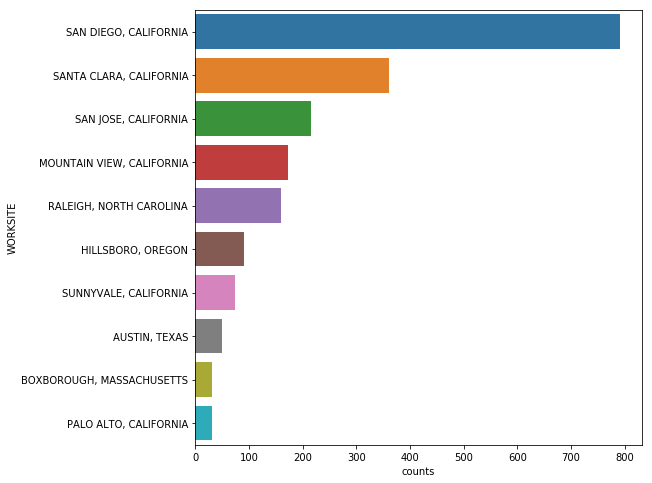 SAN DIEGO, CALIFORNIA
SANTA CLARA, CALIFORNIA
SAN JOSE, CALIFORNIA
MOUNTAIN VIEW, CALIFORNIA
RALEIGH, NORTH CAROLINA
HILLSBORO, OREGON
SUNNYVALE, CALIFORNIA
AUSTIN, TEXAS
BOXBOROUGH, MASSACHUSETTS
PALO ALTO, CALIFORNIA
WORKSITE
0 100 200 300 400 500 600 700 800
counts